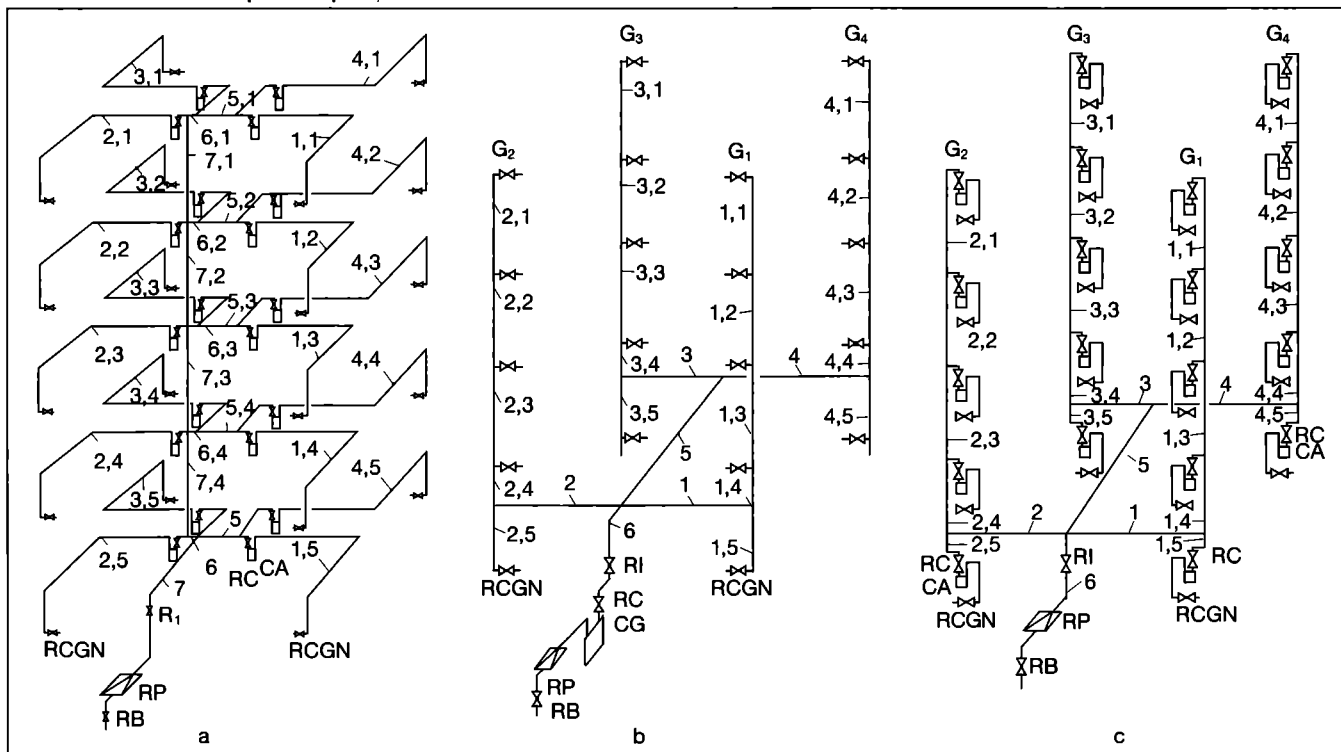 3,1
4,1
5,1
2,1
6,1
1,1
7,1
4,2
3,2
5,2
2,2
6,2
1,2
7,2
4,3
3,3
5,3
2,3
6,3
1,3
7,3
4,4
3,4
5,4
2,4
6,4
1,4
7,4
4,5
3,5
5
2,5
6
RC
CA
1,5
7
R1
RCGN
RCGN
RP
RB
a
G3
G4
3,1
4,1
G2
G1
3,2
4,2
2,1
1,1
3,3
4,3
2,2
1,2
3,4
3
4
4,4
2,3
3,5
1,3
4,5
5
2,4
2
1
1,4
6
2,5
1,5
RI
RCGN
RCGN
RC
CG
RP
RB
b
G3
G4
3,1
4,1
G2
G1
3,2
4,2
2,1
1,1
3,3
4,3
2,2
1,2
3,4
3
4
4,4
3,5
4,5
2,3
1,3
RC
CA
5
2,4
2
1
1,4
2,5
1,5
RC
RI
RC
CA
6
RCGN
RP
RCGN
RB
c